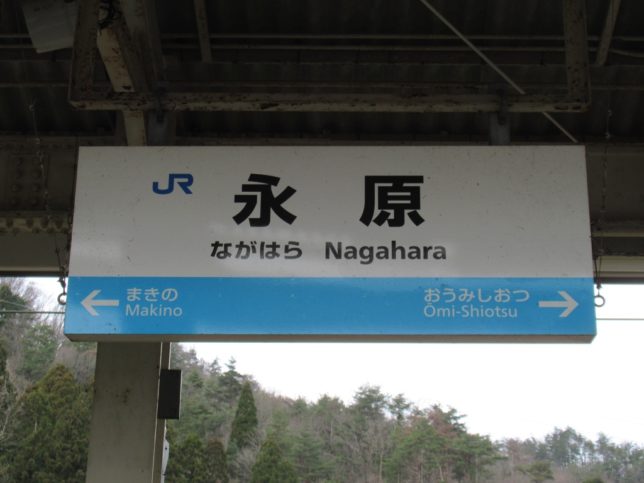 JR 永原
ながはら Nagahara
← まきの おうみしおつ →
Makino Ōmi-Shiotsu